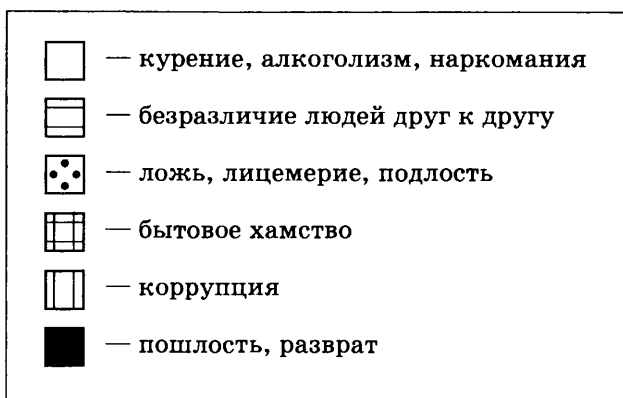 — курение, алкоголизм, наркомания
— безразличие людей друг к другу
— ложь, лицемерие, подлость
— бытовое хамство
— коррупция
— пошлость, разврат